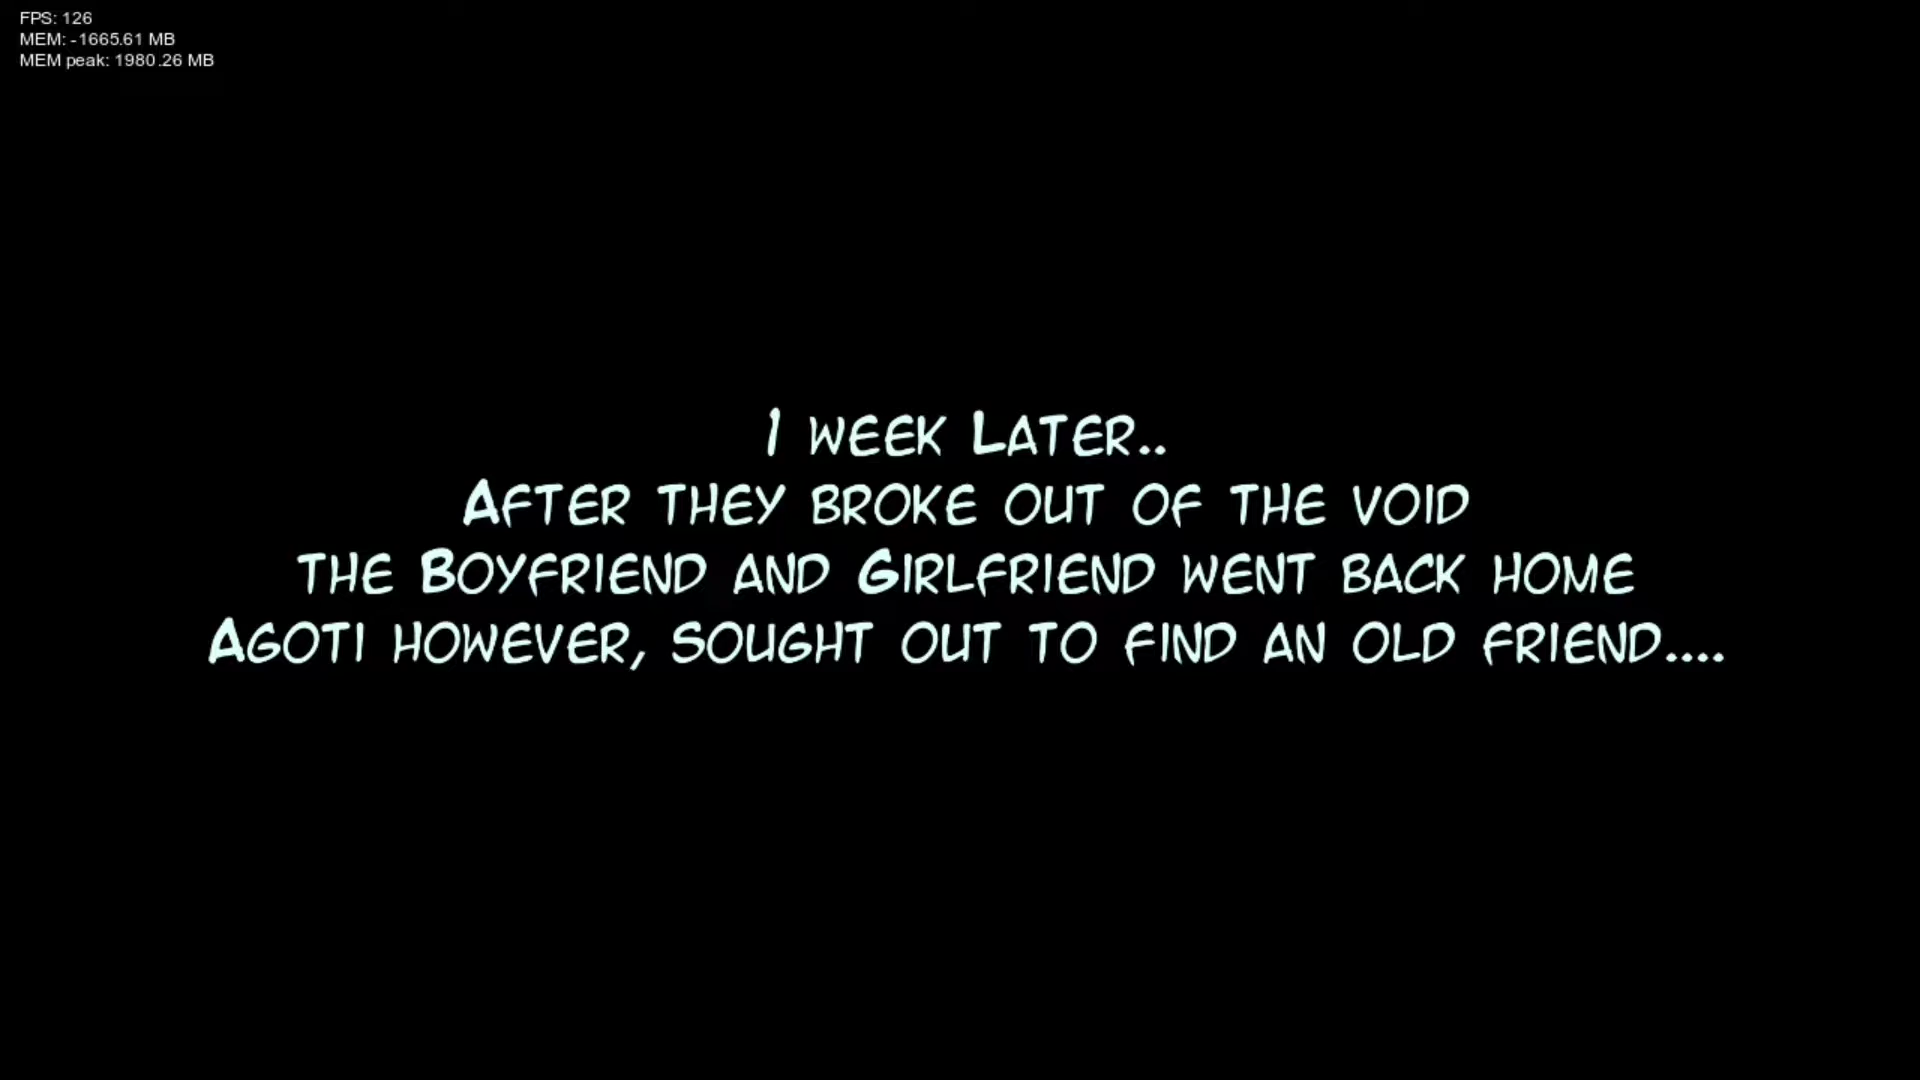 FPS: 126
MEM: -1665.61 MB
MEM peak: 1980.26 MB
1 week Later..
After they broke out of the void
the Boyfriend and Girlfriend went back home
Agoti however, sought out to find an old friend....